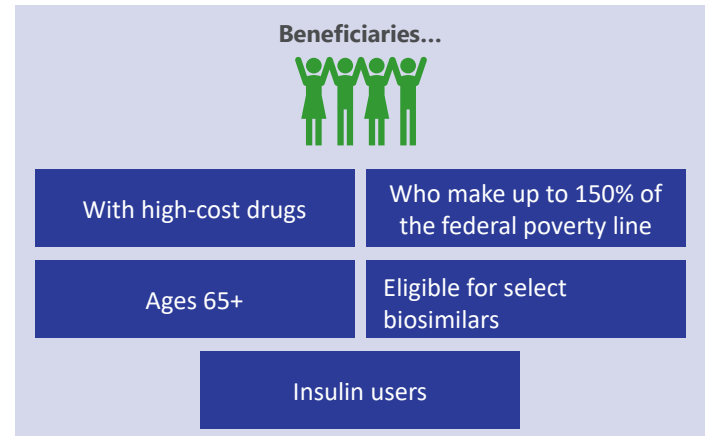 Beneficiaries...
With high-cost drugs
Who make up to 150% of
the federal poverty line
Ages 65+
Eligible for select
biosimilars
Insulin users